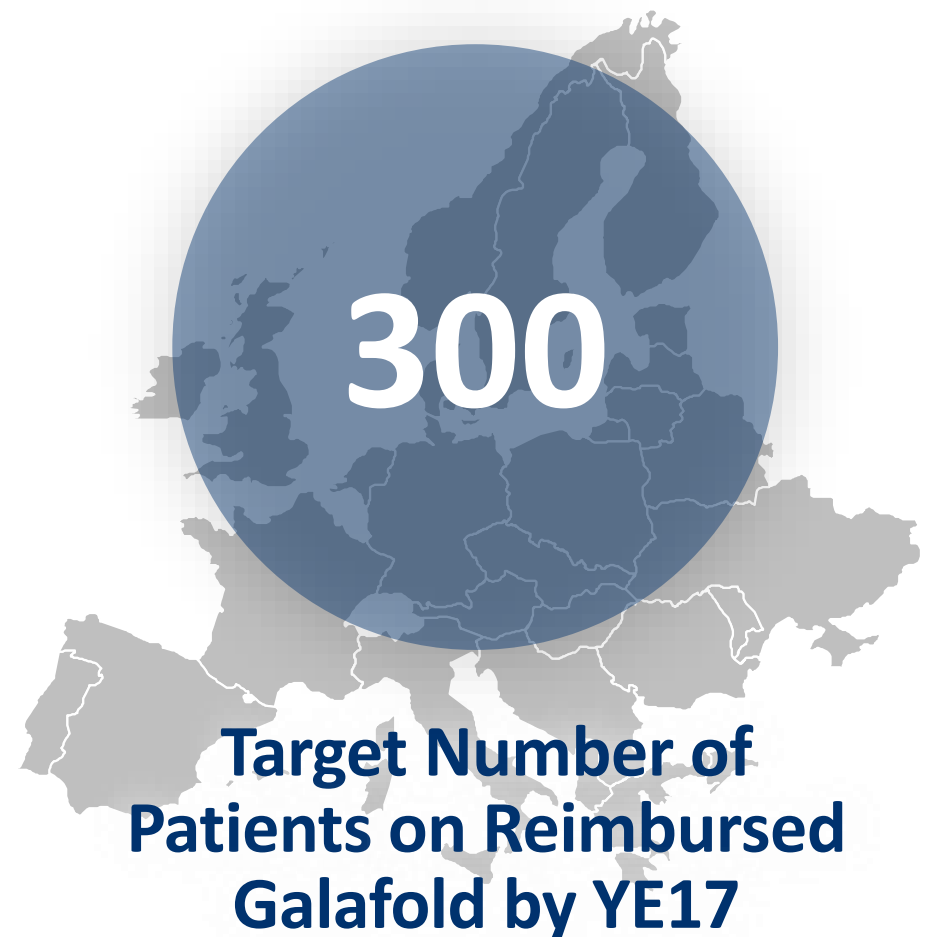 300
Target Number of
Patients on Reimbursed
Galafold by YE17